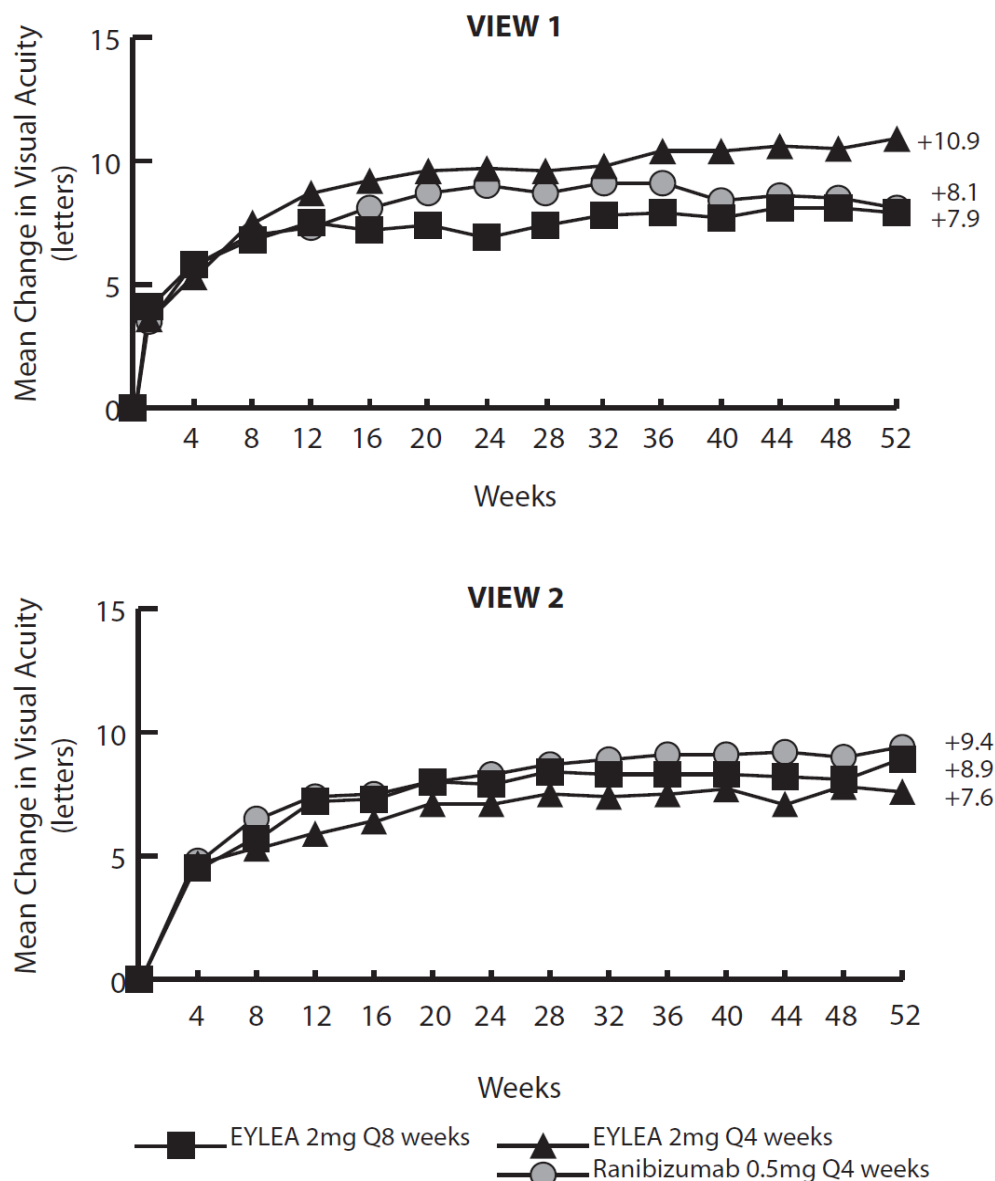 VIEW 1
Mean Change in Visual Acuity
(letters)
15
10
5
0
+10.9
+8.1
+7.9
4 8 12 16 20 24 28 32 36 40 44 48 52
Weeks
VIEW 2
Mean Change in Visual Acuity
(letters)
15
10
5
0
+9.4
+8.9
+7.6
4 8 12 16 20 24 28 32 36 40 44 48 52
Weeks
EYLEA 2mg Q8 weeks
EYLEA 2mg Q4 weeks
Ranibizumab 0.5mg Q4 weeks